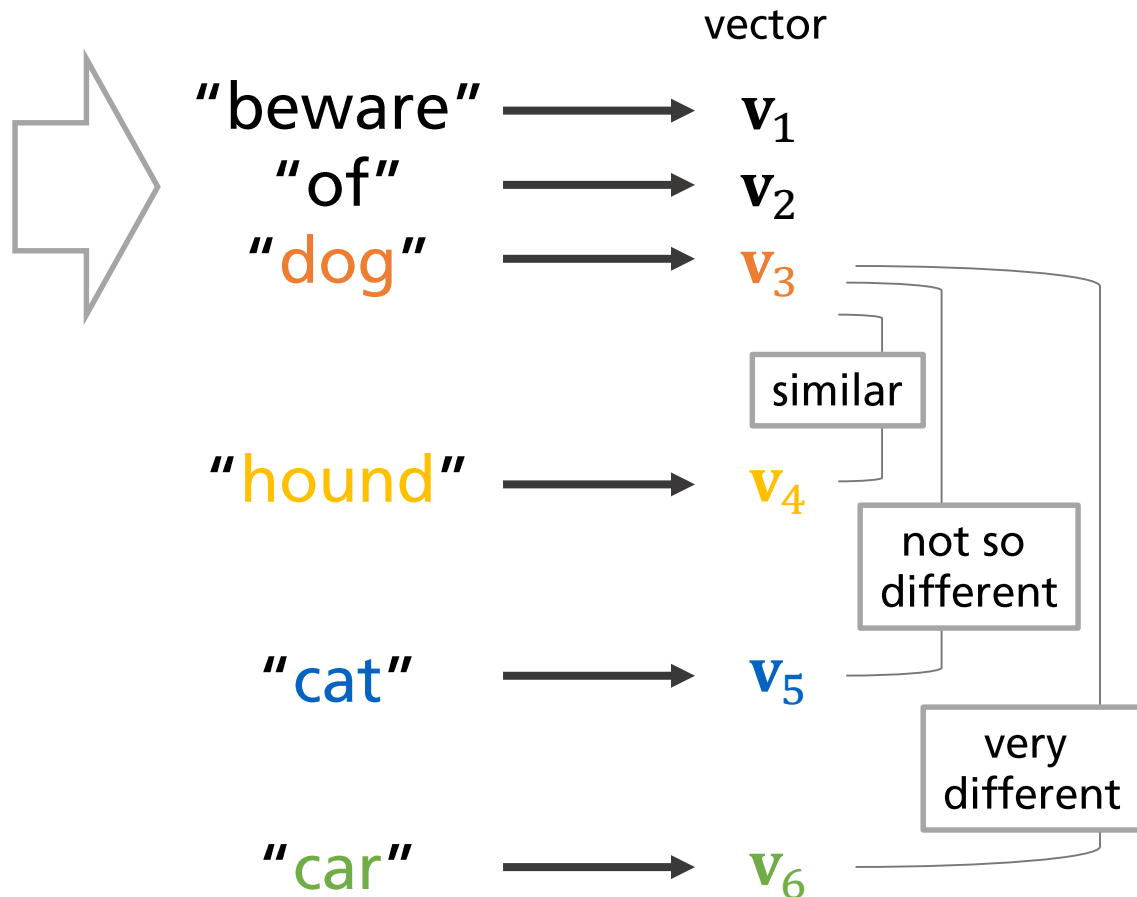 vector
“beware” v1
“of” v2
“dog” v3
similar
“hound” v4
not so
different
“cat” v5
very
different
“car” v6